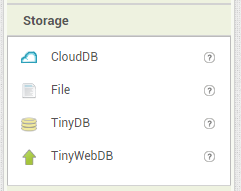 Storage
CloudDB ?
File ?
TinyDB ?
TinyWebDB ?